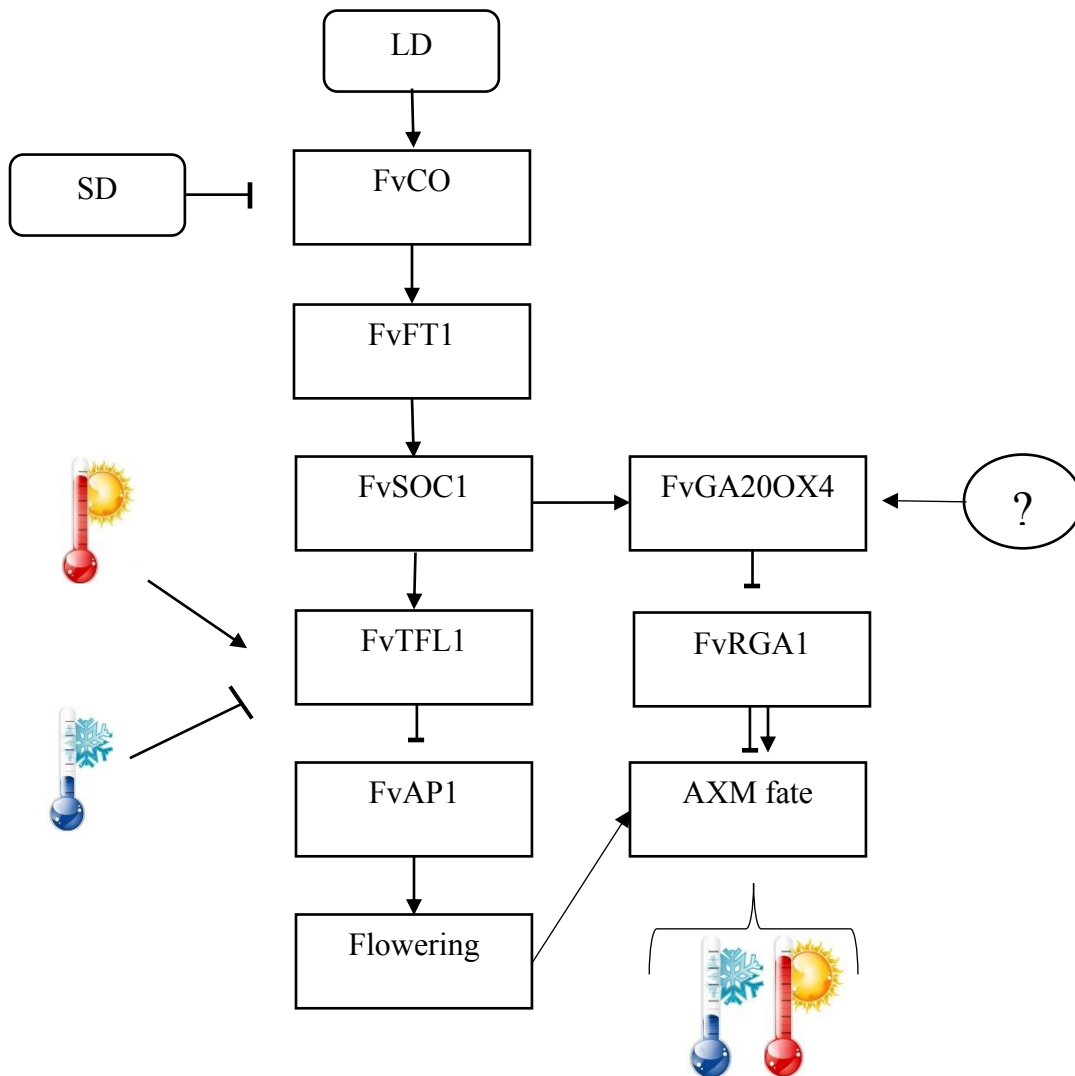 LD
SD
FvCO
FvFT1
FvSOC1
FvGA20OX4
?
FvTFL1
FvRGA1
FvAP1
AXM fate
Flowering